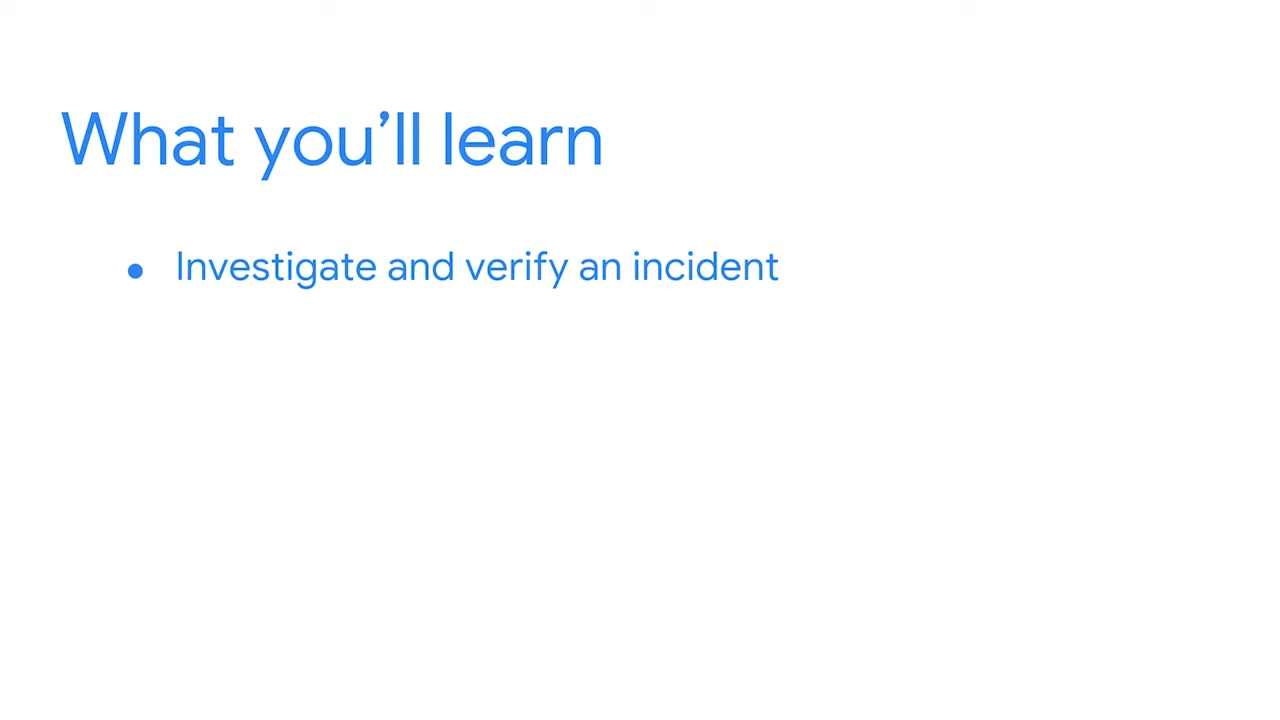 What you’ll learn
● Investigate and verify an incident